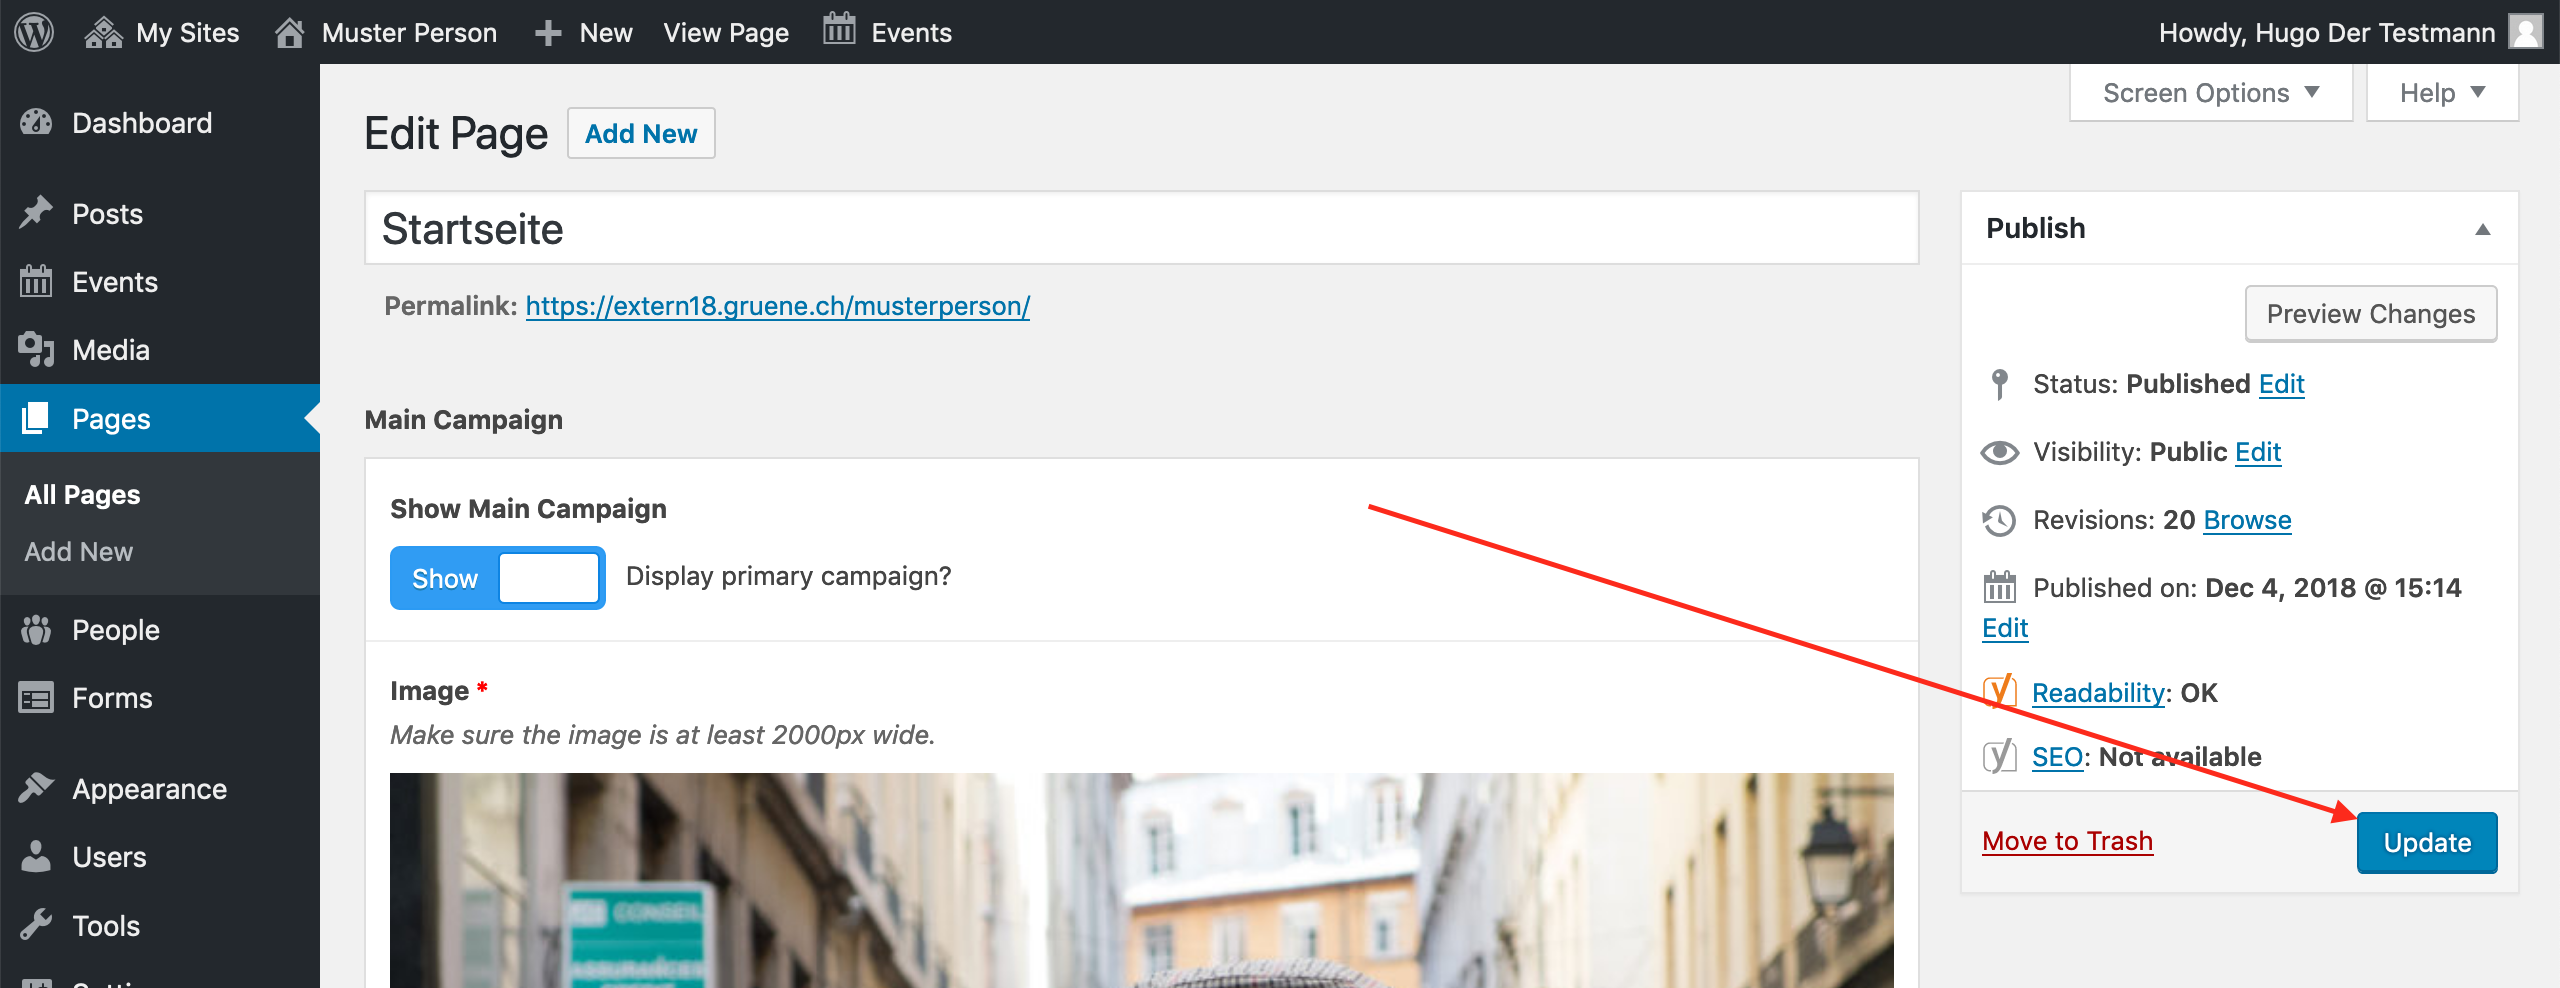 My Sites Muster Person New View Page Events Howdy, Hugo Der Testmann
Screen Options Help
Dashboard
Posts
Events
Media
Pages
All Pages
Add New
People
Forms
Appearance
Users
Tools
Edit Page Add New
Startseite
Permalink: https://extern18.gruene.ch/musterperson/
Main Campaign
Show Main Campaign
Show Display primary campaign?
Image *
Make sure the image is at least 2000px wide.
CONSEIL
Publish
Preview Changes
Status: Published Edit
Visibility: Public Edit
Revisions: 20 Browse
Published on: Dec 4, 2018 @ 15:14
Edit
Readability: OK
SEO: Not available
Move to Trash Update